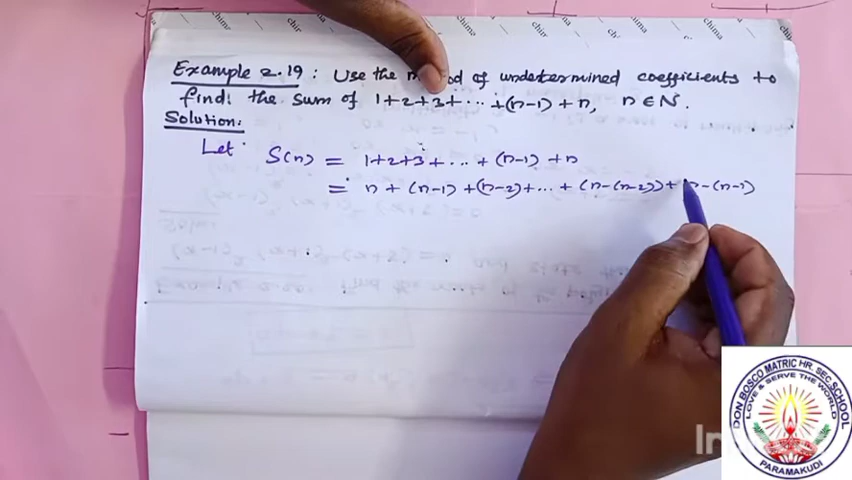 Example 2.19 : Use the method of undetermined coefficients to
find the sum of 1+2+3+...+(n-1)+n, n ∈ N.
Solution:
Let S(n) = 1+2+3+...+(n-1)+n
= n+(n-1)+(n-2)+...+(n-(n-2))+ n-(n-1)
DON BOSCO MATRIC HR. SEC SCHOOL
LOVE & SERVE THE WORLD
PARAMAKUDI